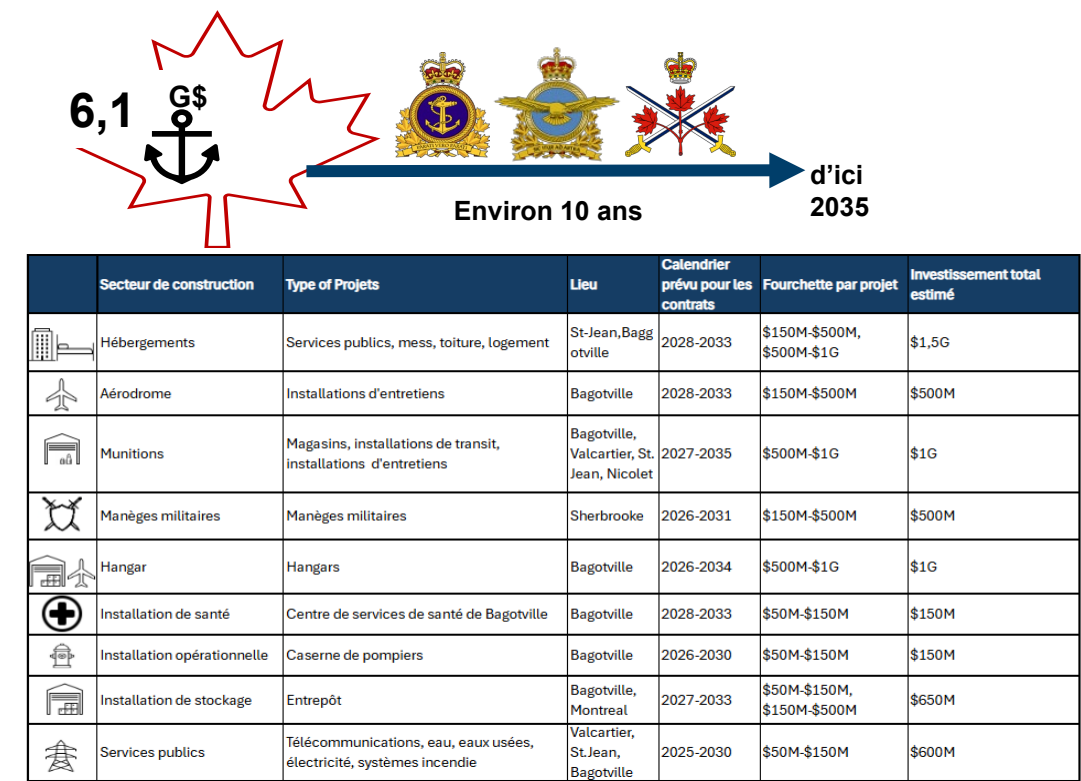 6,1 G$
d'ici
2035
Environ 10 ans
Secteur de construction
Type of Projets
Lieu
Calendrier
prévu pour les
contrats
Fourchette par projet
Investissement total
estimé
Hébergements
Services publics, mess, toiture, logement
St-Jean,Bagg
otville
2028-2033
$150M-$500M,
$500M-$1G
$1,5G
Aérodrome
Installations d'entretiens
Bagotville
2028-2033
$150M-$500M
$500M
Munitions
Magasins, installations de transit,
installations d'entretiens
Bagotville,
Valcartier, St.
Jean, Nicolet
2027-2035
$500M-$1G
$1G
Manèges militaires
Manèges militaires
Sherbrooke
2026-2031
$150M-$500M
$500M
Hangar
Hangars
Bagotville
2026-2034
$500M-$1G
$1G
Installation de santé
Centre de services de santé de Bagotville
Bagotville
2028-2033
$50M-$150M
$150M
Installation opérationnelle
Caserne de pompiers
Bagotville
2026-2030
$50M-$150M
$150M
Installation de stockage
Entrepôt
Bagotville,
Montreal
2027-2033
$50M-$150M,
$150M-$500M
$650M
Services publics
Télécommunications, eau, eaux usées,
électricité, systèmes incendie
Valcartier,
St.Jean,
Bagotville
2025-2030
$50M-$150M
$600M